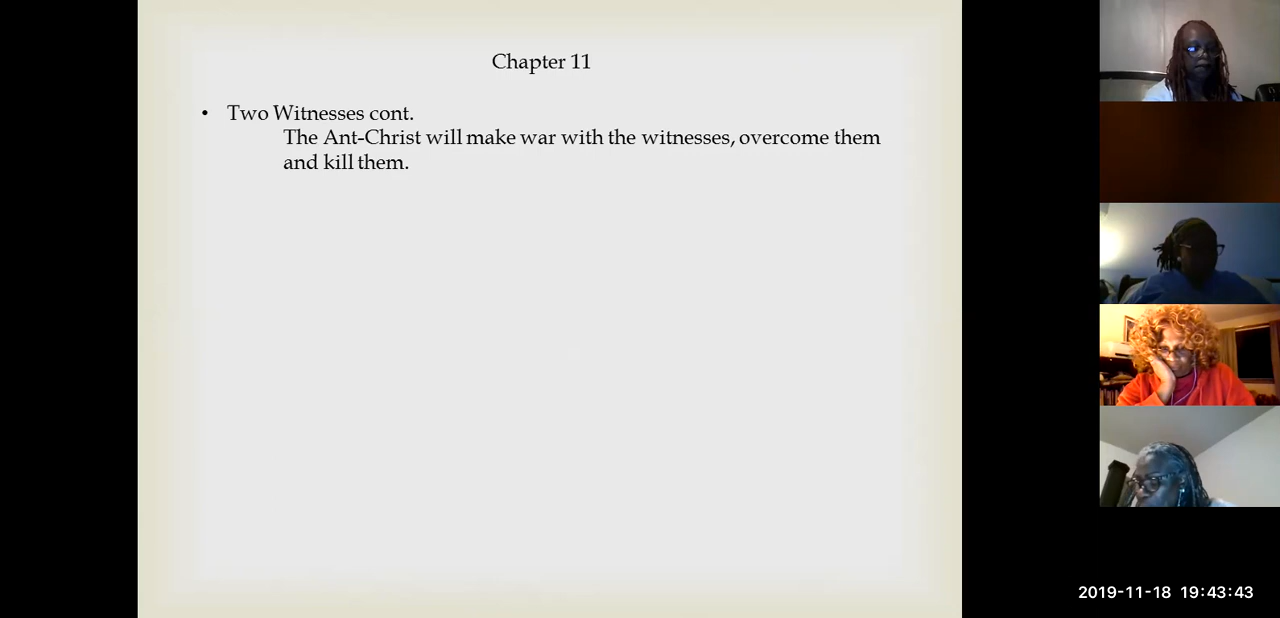 Chapter 11
• Two Witnesses cont.
The Ant-Christ will make war with the witnesses, overcome them
and kill them.
2019-11-18 19:43:43